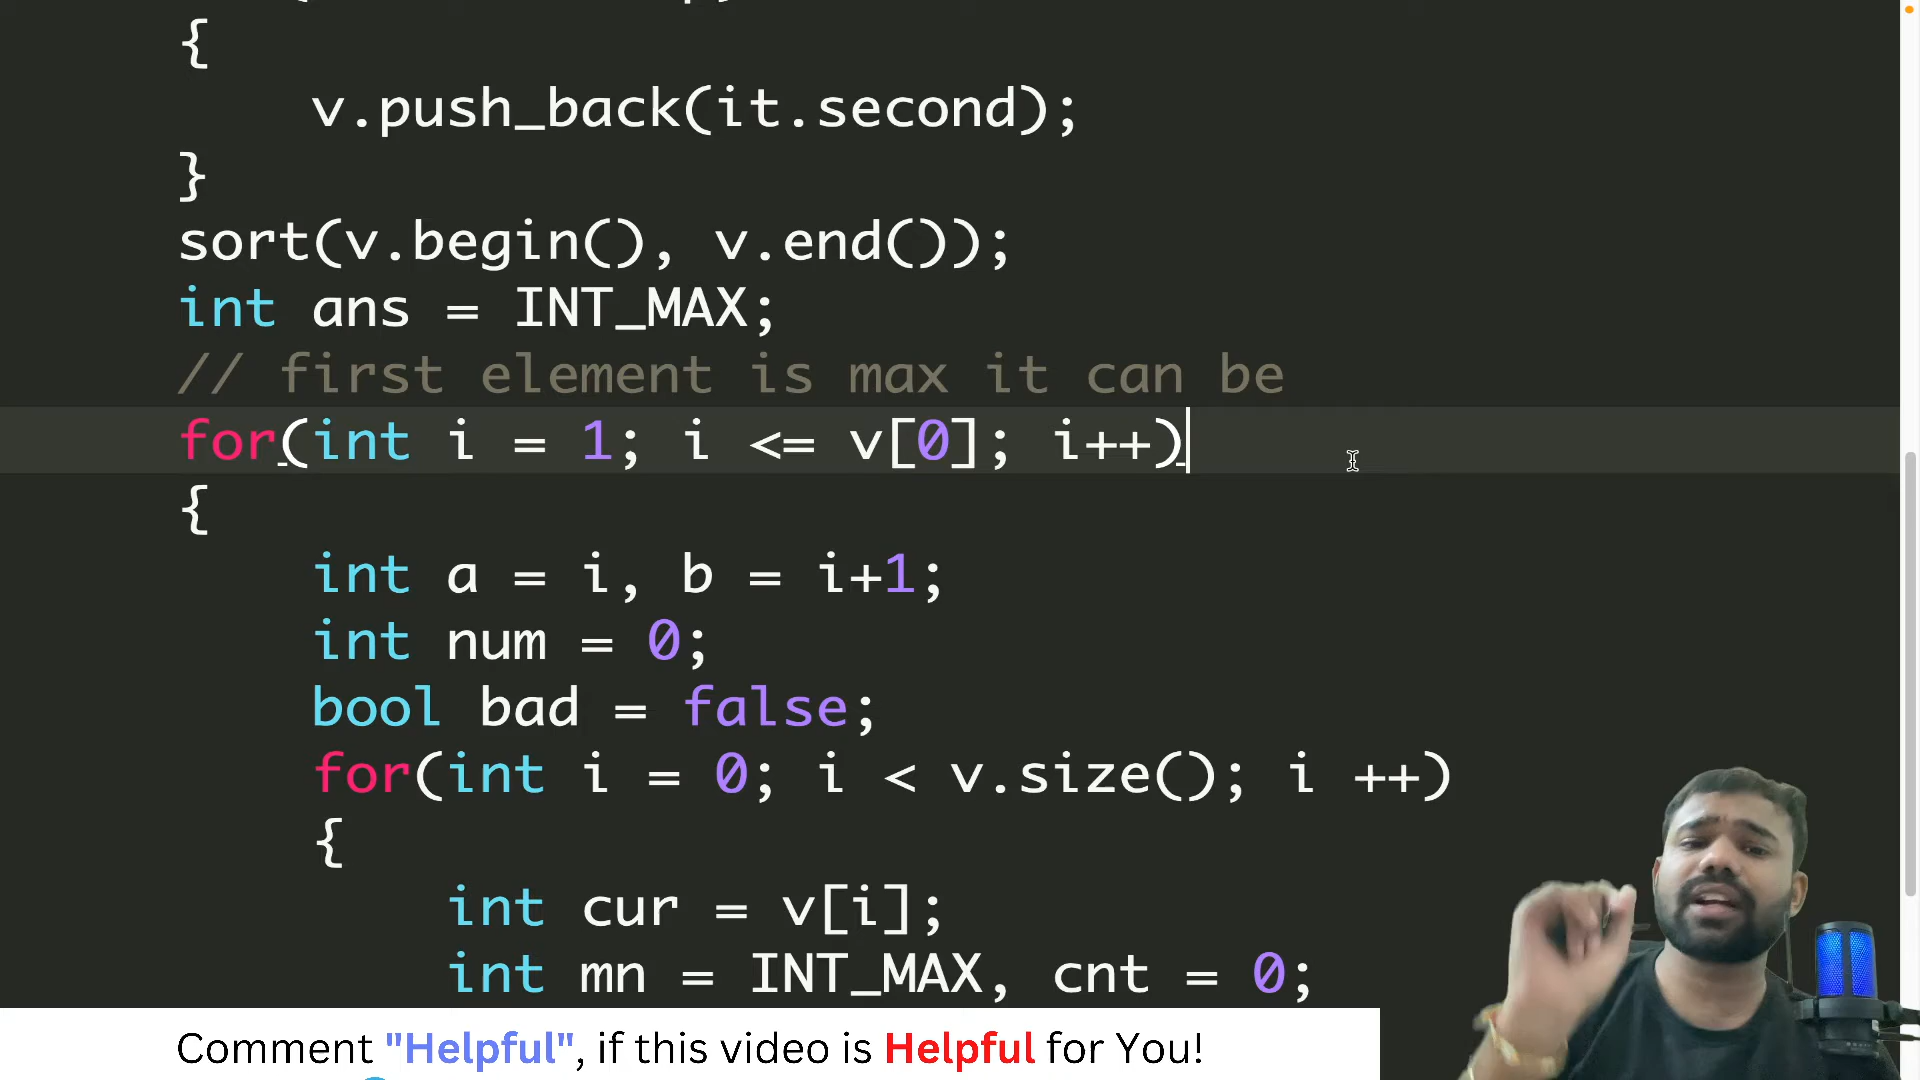 {
v.push_back(it.second);
}
sort(v.begin(), v.end());
int ans = INT_MAX;
// first element is max it can be
for(int i = 1; i <= v[0]; i++)
{
int a = i, b = i+1;
int num = 0;
bool bad = false;
for(int i = 0; i < v.size(); i ++)
{
int cur = v[i];
int mn = INT_MAX, cnt = 0;
Comment "Helpful", if this video is Helpful for You!